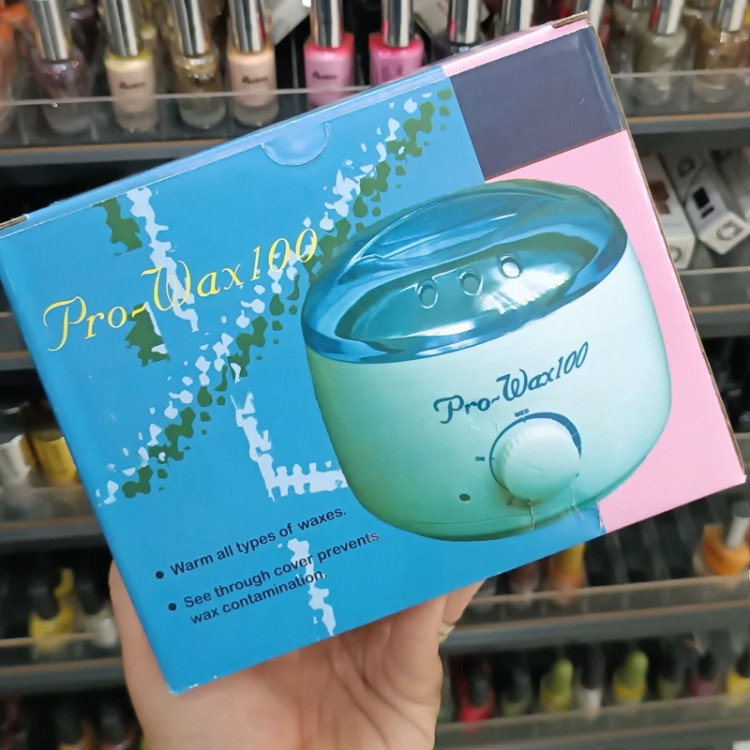 Pro-Wax100
Pro-Wax100
MED
• Warm all types of waxes.
• See through cover prevents
wax contamination.